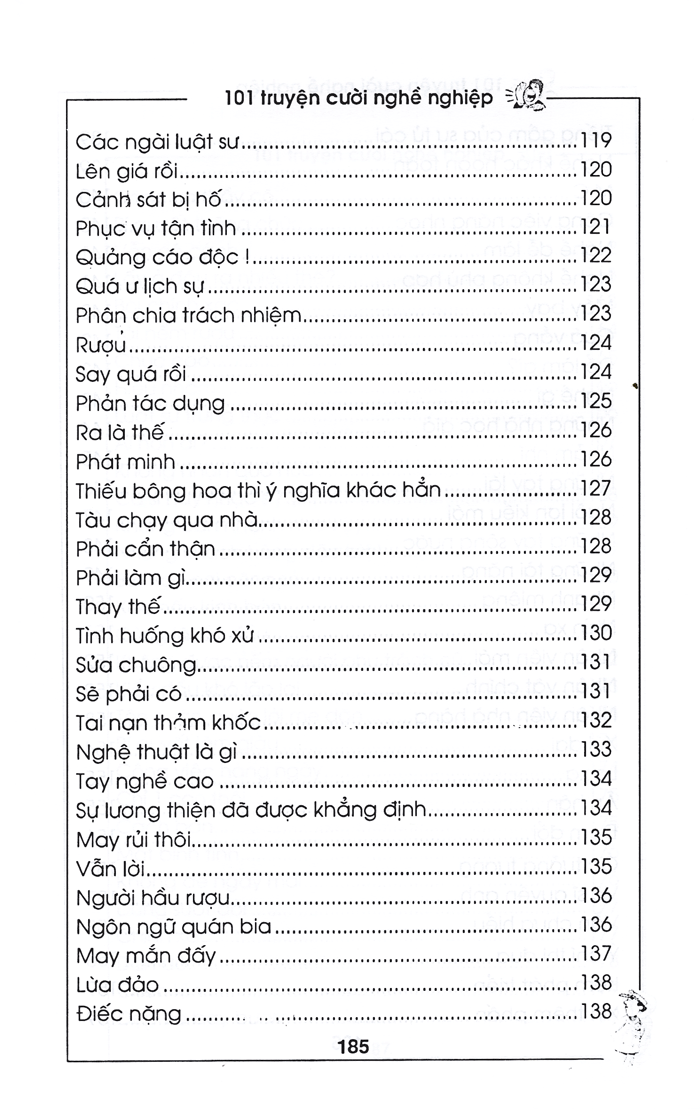 101 truyện cười nghề nghiệp
Các ngài luật sư.......119
Lên giá rồi.......120
Cảnh sát bị hố.......120
Phục vụ tận tình.......121
Quảng cáo độc !.......122
Quá ư lịch sự.......123
Phân chia trách nhiệm.......123
Rượu.......124
Say quá rồi.......124
Phản tác dụng.......125
Ra là thế.......126
Phát minh.......126
Thiếu bông hoa thì ý nghĩa khác hẳn.......127
Tàu chạy qua nhà.......128
Phải cẩn thận.......128
Phải làm gì.......129
Thay thế.......129
Tình huống khó xử.......130
Sửa chuông.......131
Sẽ phải có.......131
Tai nạn thảm khốc.......132
Nghệ thuật là gì.......133
Tay nghề cao.......134
Sự lương thiện đã được khẳng định.......134
May rủi thôi.......135
Vẫn lời.......135
Người hầu rượu.......136
Ngôn ngữ quán bia.......136
May mắn đấy.......137
Lừa đảo.......138
Điếc nặng.......138
185